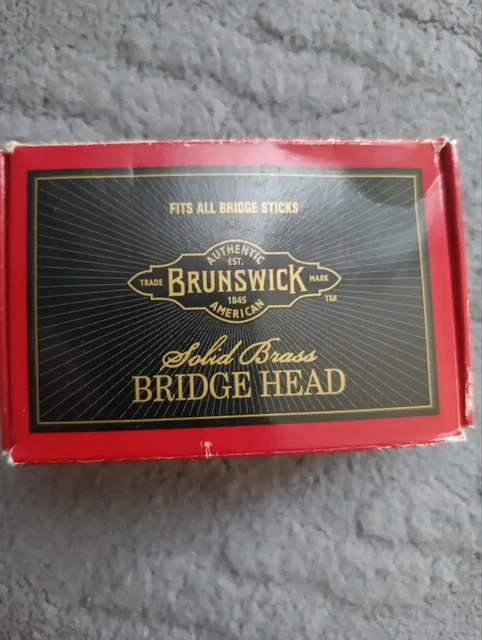 FITS ALL BRIDGE STICKS
AUTHENTIC
EST.
TRADE BRUNSWICK MARK
1845
AMERICAN TM
Solid Brass
BRIDGE HEAD